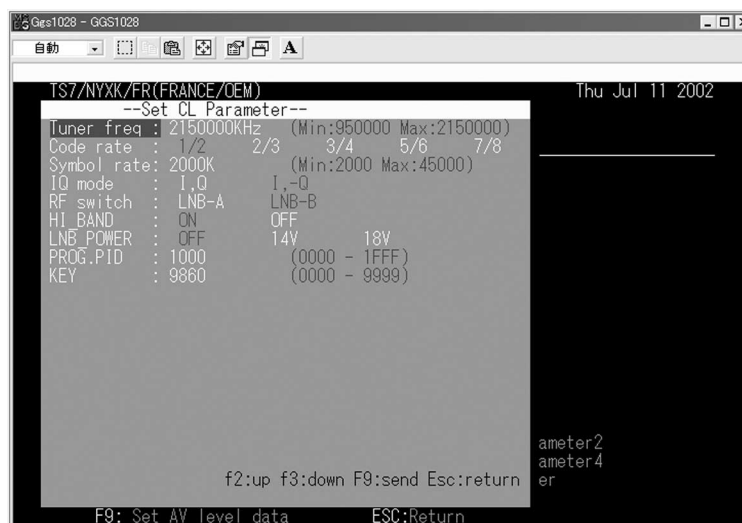 Ggs1028 - GGS1028
自動
A
TS7/NYXK/FR(FRANCE/OEM) Thu Jul 11 2002
--Set CL Parameter--
Tuner freq : 2150000KHz (Min:950000 Max:2150000)
Code rate : 1/2 2/3 3/4 5/6 7/8
Symbol rate: 2000K (Min:2000 Max:45000)
IQ mode : I,Q I,-Q
RF switch : LNB-A LNB-B
HI_BAND : ON OFF
LNB_POWER : OFF 14V 18V
PROG.PID : 1000 (0000 - 1FFF)
KEY : 9860 (0000 - 9999)
ameter2
ameter4
f2:up f3:down F9:send Esc:return er
F9: Set AV level data ESC:Return